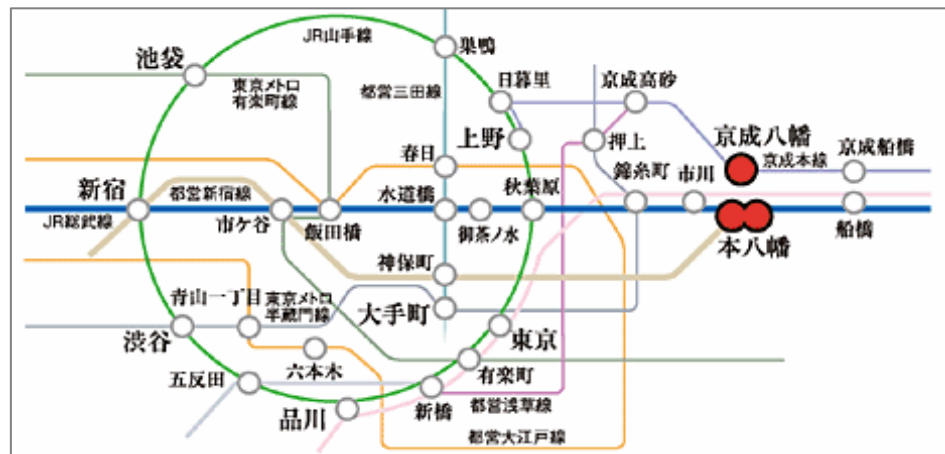 JR山手線
巣鴨
池袋
日暮里
京成高砂
東京メトロ
有楽町線
都営三田線
上野
押上
京成八幡
京成船橋
京成本線
春日
錦糸町
市川
新宿
都営新宿線
水道橋
秋葉原
JR総武線
市ケ谷
飯田橋
御茶ノ水
本八幡
船橋
神保町
青山一丁目
東京メトロ
半蔵門線
大手町
渋谷
東京
六本木
有楽町
五反田
品川
新橋
都営浅草線
都営大江戸線